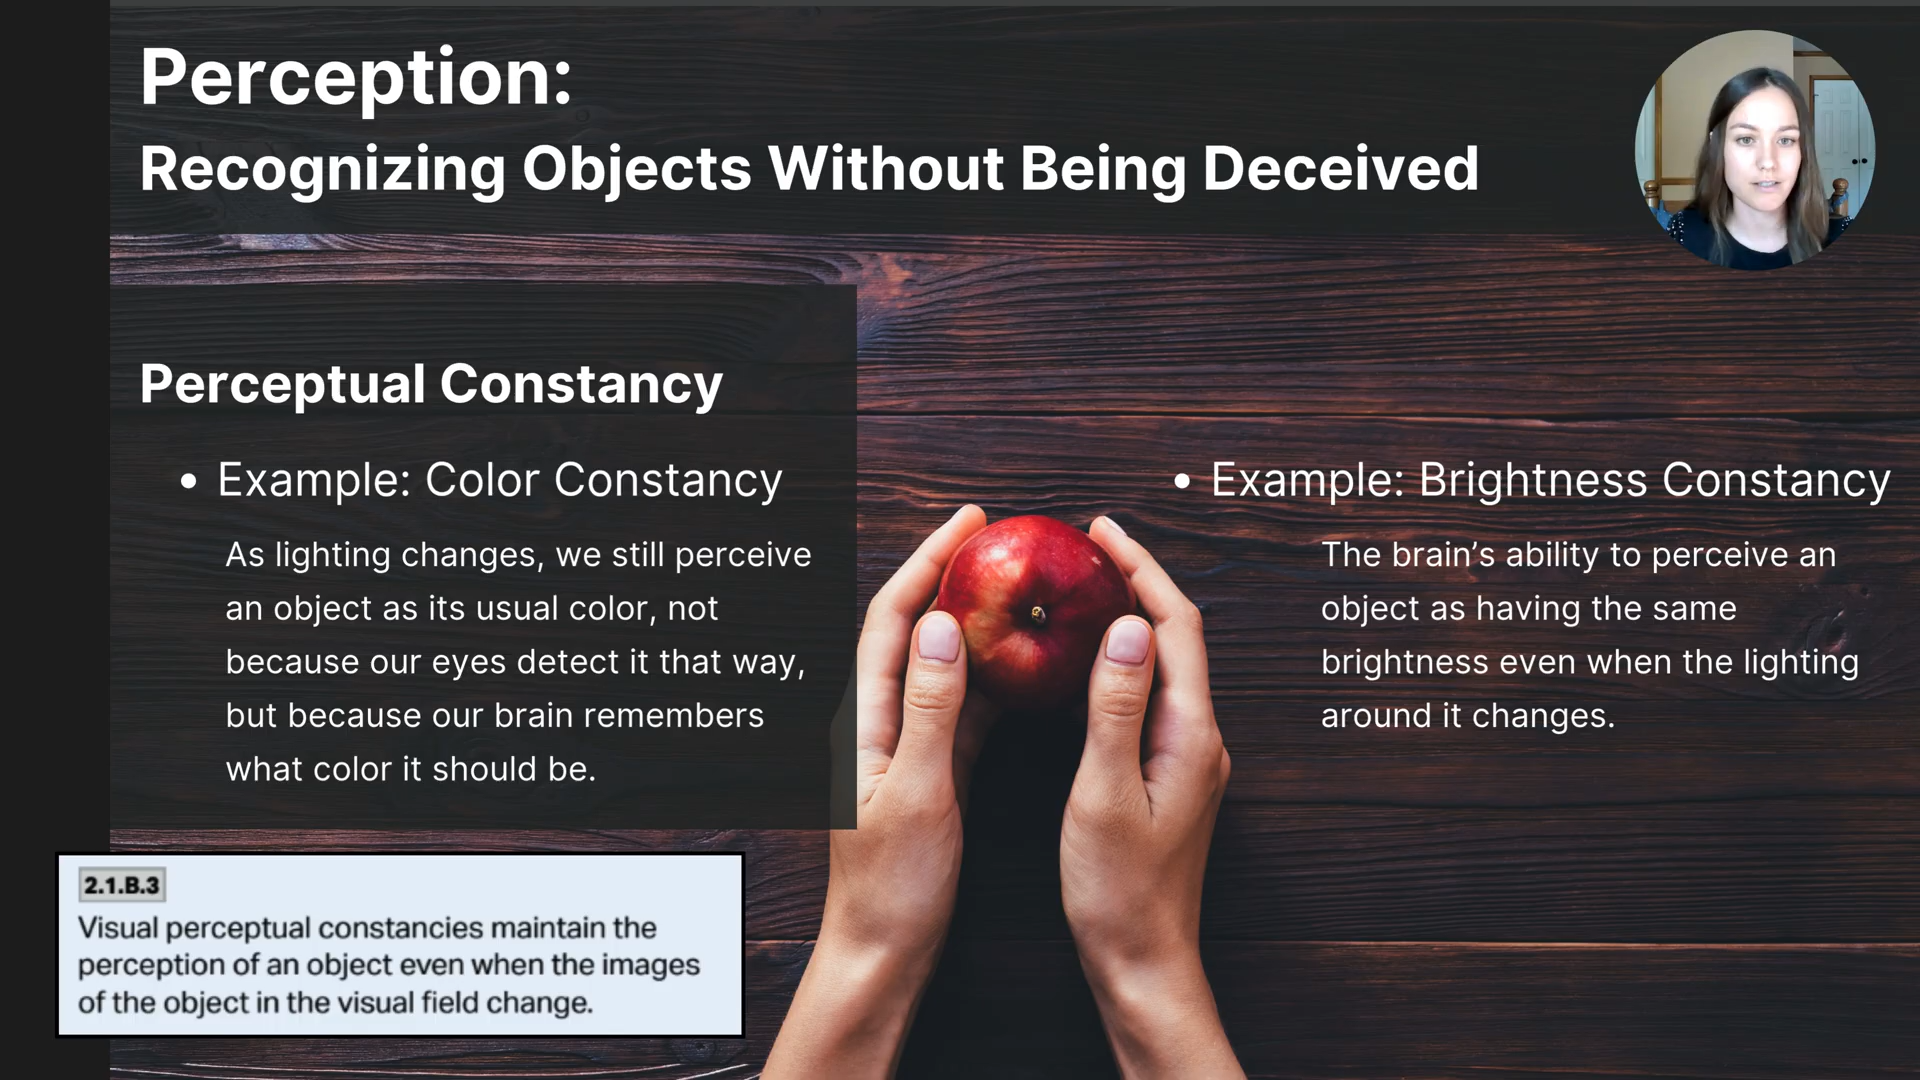 Perception:
Recognizing Objects Without Being Deceived
Perceptual Constancy
• Example: Color Constancy
As lighting changes, we still perceive
an object as its usual color, not
because our eyes detect it that way,
but because our brain remembers
what color it should be.
• Example: Brightness Constancy
The brain’s ability to perceive an
object as having the same
brightness even when the lighting
around it changes.
2.1.B.3
Visual perceptual constancies maintain the
perception of an object even when the images
of the object in the visual field change.